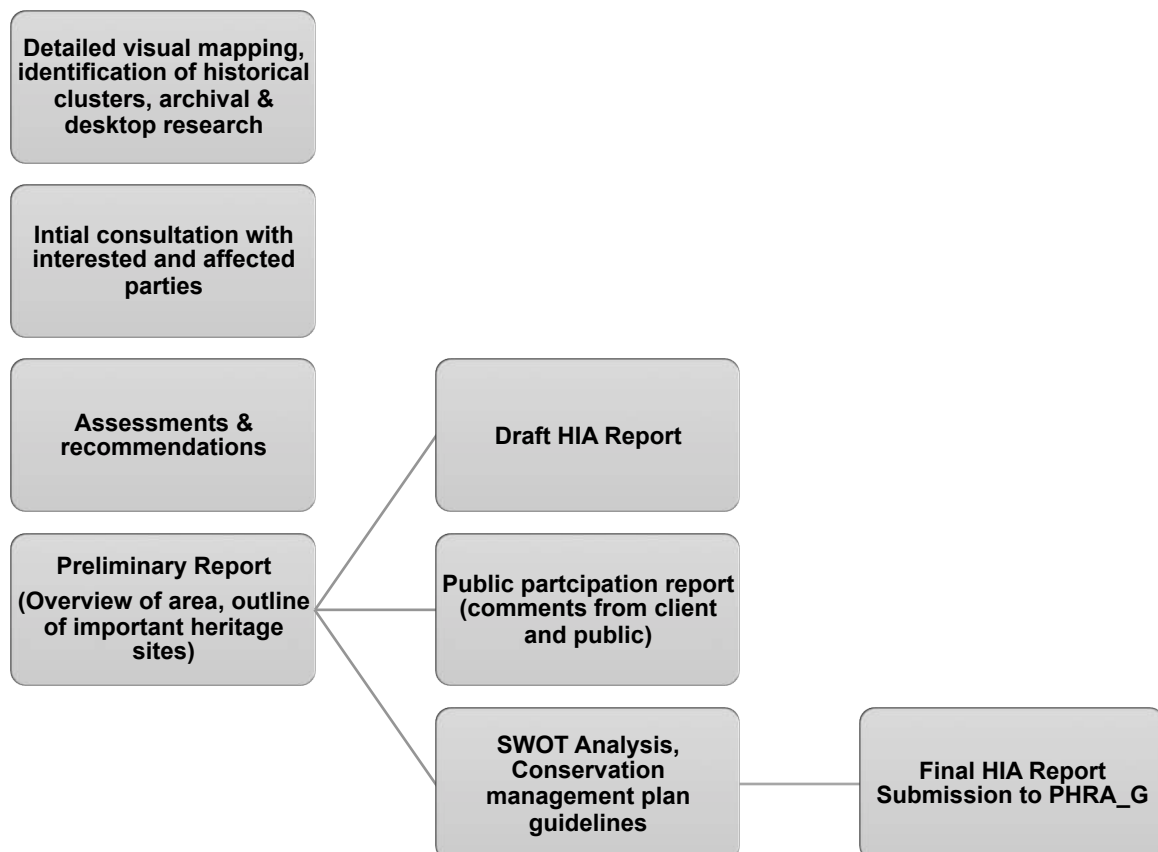 Detailed visual mapping,
identification of historical
clusters, archival &
desktop research
Intial consultation with
interested and affected
parties
Assessments &
recommendations
Preliminary Report
(Overview of area, outline
of important heritage
sites)
Draft HIA Report
Public partcipation report
(comments from client
and public)
SWOT Analysis,
Conservation
management plan
guidelines
Final HIA Report
Submission to PHRA_G